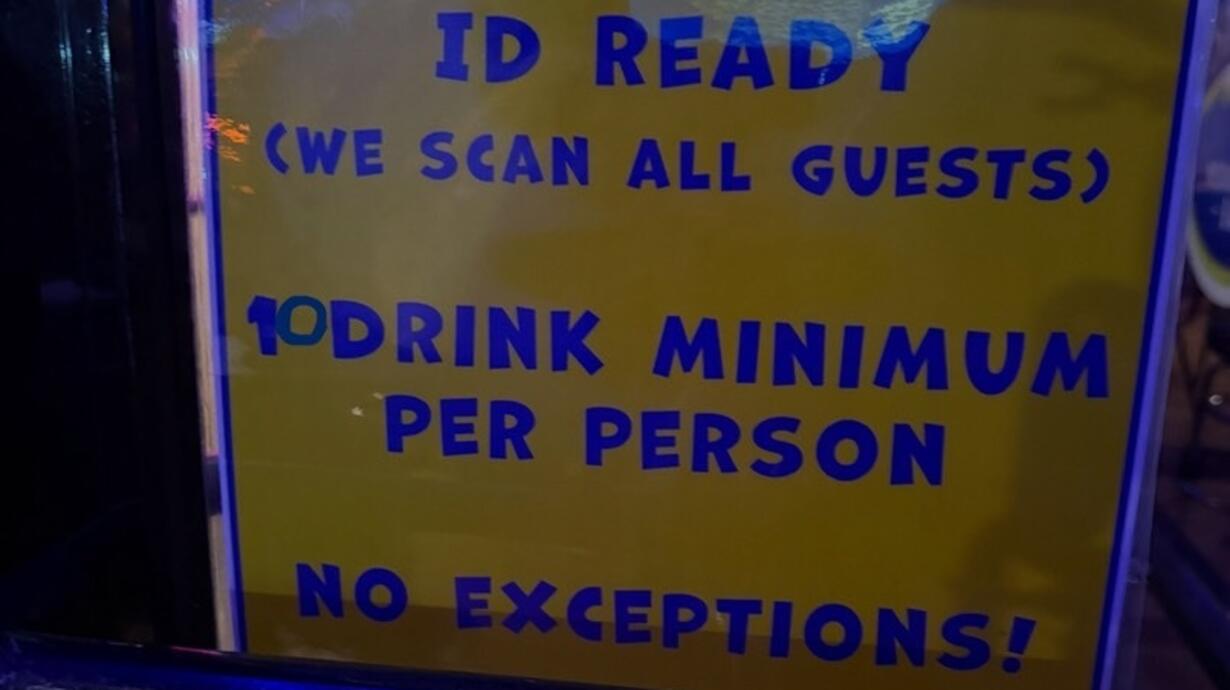 ID READY
(WE SCAN ALL GUESTS)
10DRINK MINIMUM
PER PERSON
NO EXCEPTIONS!